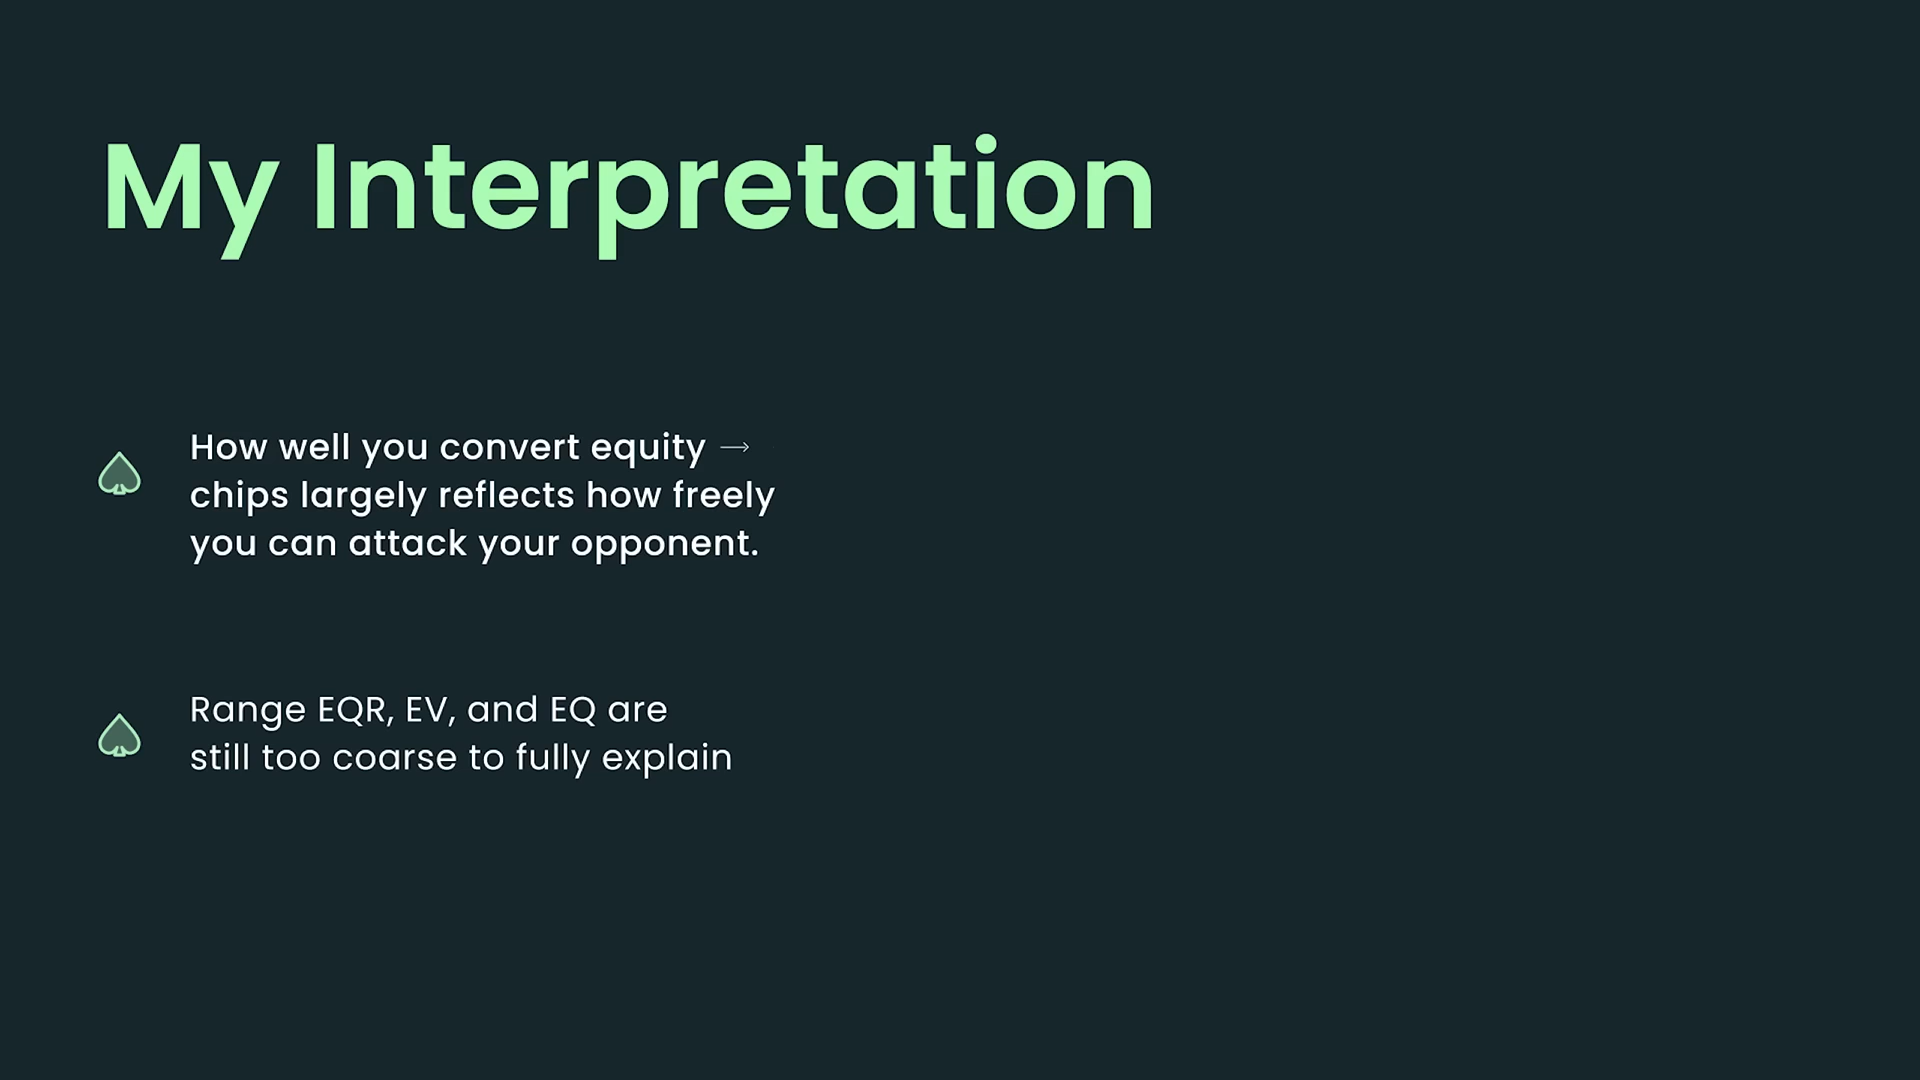 My Interpretation
How well you convert equity →
chips largely reflects how freely
you can attack your opponent.
Range EQR, EV, and EQ are
still too coarse to fully explain